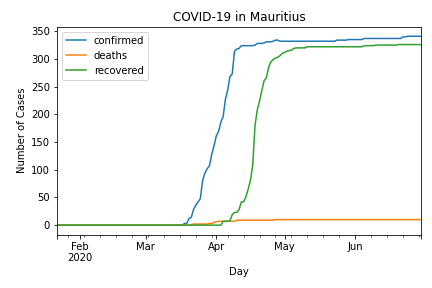 COVID-19 in Mauritius
350
300
250
200
150
100
50
0
Number of Cases
confirmed
deaths
recovered
Feb Mar Apr May Jun
2020
Day